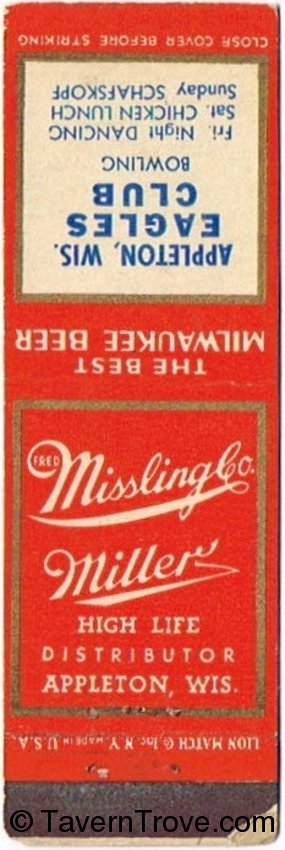 CLOSE COVER BEFORE STRIKING
APPLETON, WIS.
EAGLES
CLUB
BOWLING
Fri. Night DANCING
Sat. CHICKEN LUNCH
Sunday SCHAFSKOPF
THE BEST
MILWAUKEE BEER
FRED
Missling Co.
Miller
HIGH LIFE
DISTRIBUTOR
APPLETON, WIS.
LION MATCH Co. Inc. N.Y. MADE IN U.S.A.
© TavernTrove.com